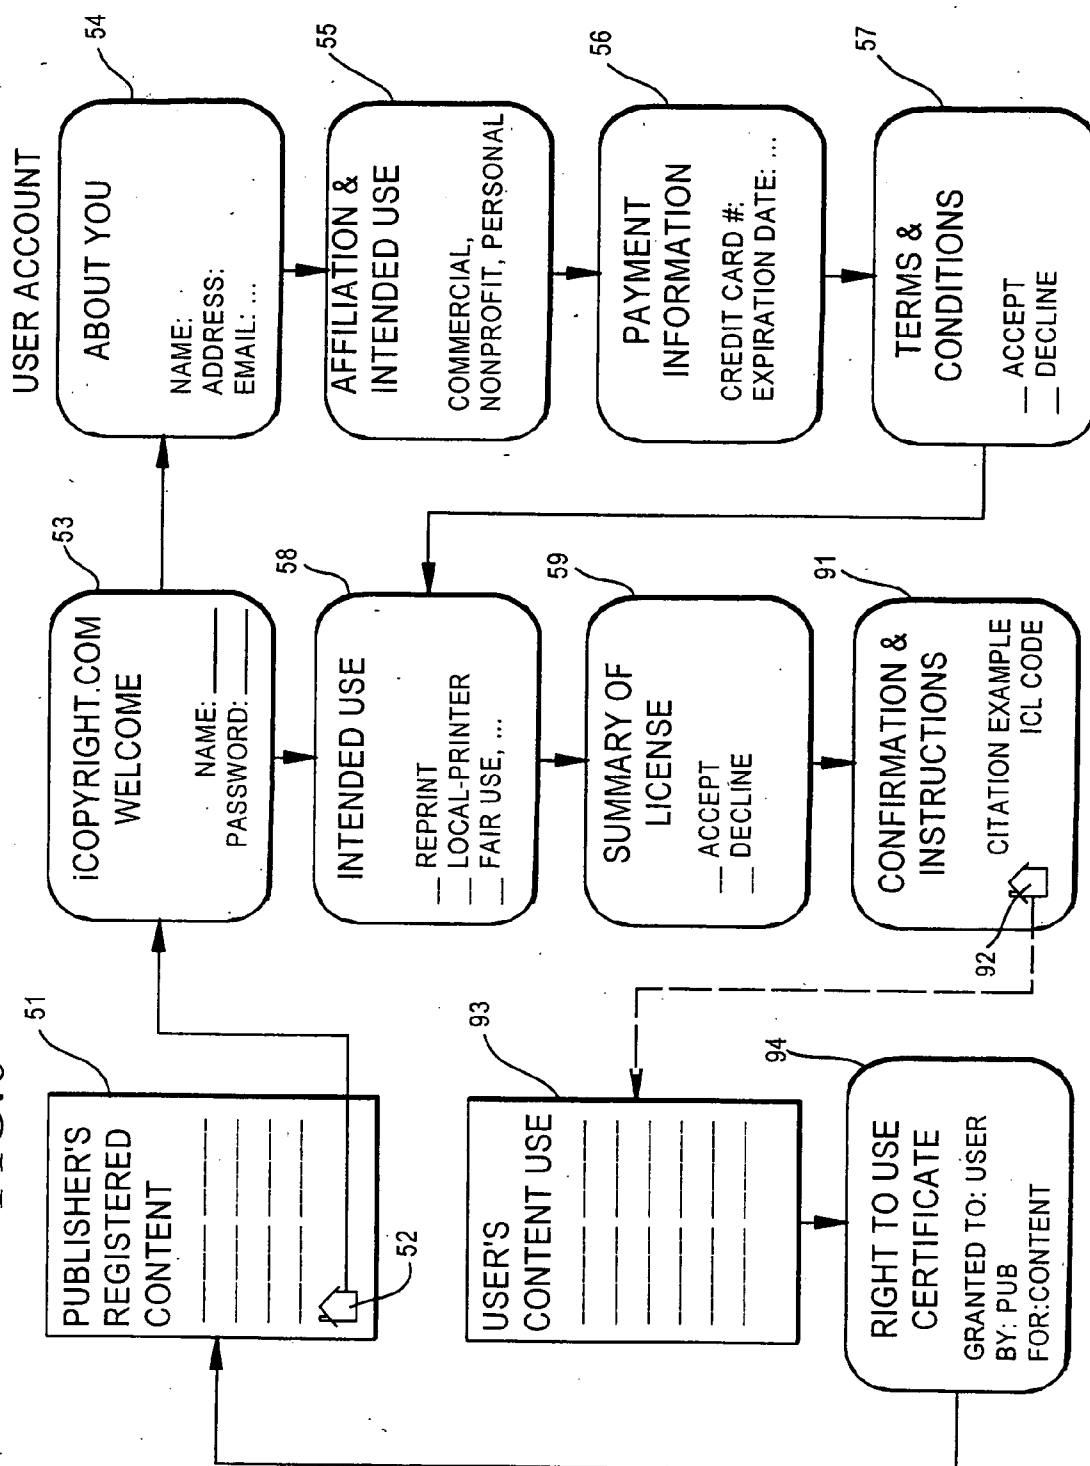 USER ACCOUNT
51
PUBLISHER'S
REGISTERED
CONTENT
52
53
iCOPYRIGHT.COM
WELCOME
NAME:
PASSWORD:
54
ABOUT YOU
NAME:
ADDRESS:
EMAIL: ...
55
AFFILIATION &
INTENDED USE
COMMERCIAL,
NONPROFIT, PERSONAL
56
PAYMENT
INFORMATION
CREDIT CARD #:
EXPIRATION DATE: ...
57
TERMS &
CONDITIONS
ACCEPT
DECLINE
58
INTENDED USE
REPRINT
LOCAL-PRINTER
FAIR USE, ...
59
SUMMARY OF
LICENSE
ACCEPT
DECLINE
91
CONFIRMATION &
INSTRUCTIONS
CITATION EXAMPLE
ICL CODE
92
93
USER'S
CONTENT USE
94
RIGHT TO USE
CERTIFICATE
GRANTED TO: USER
BY: PUB
FOR:CONTENT